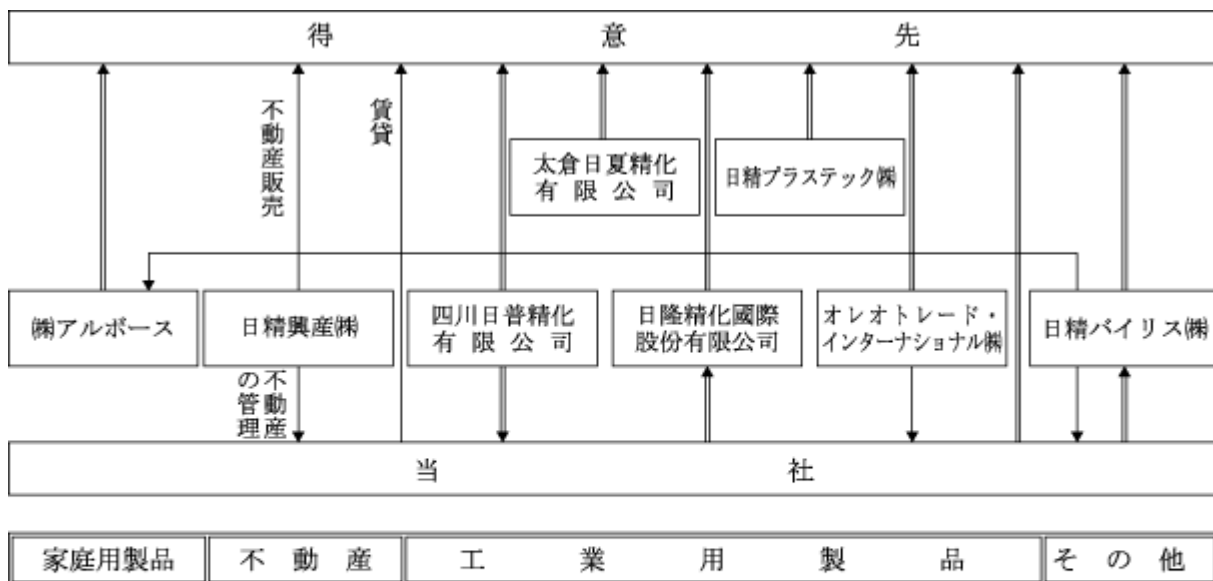 得意先
不動産販売
賃貸
太倉日夏精化
有限公司
日精プラステック㈱
㈱アルボース
日精興産㈱
四川日普精化
有限公司
日隆精化國際
股份有限公司
オレオトレード・
インターナショナル㈱
日精バイリス㈱
不動産
の管理
当社
家庭用製品
不動産
工業用製品
その他